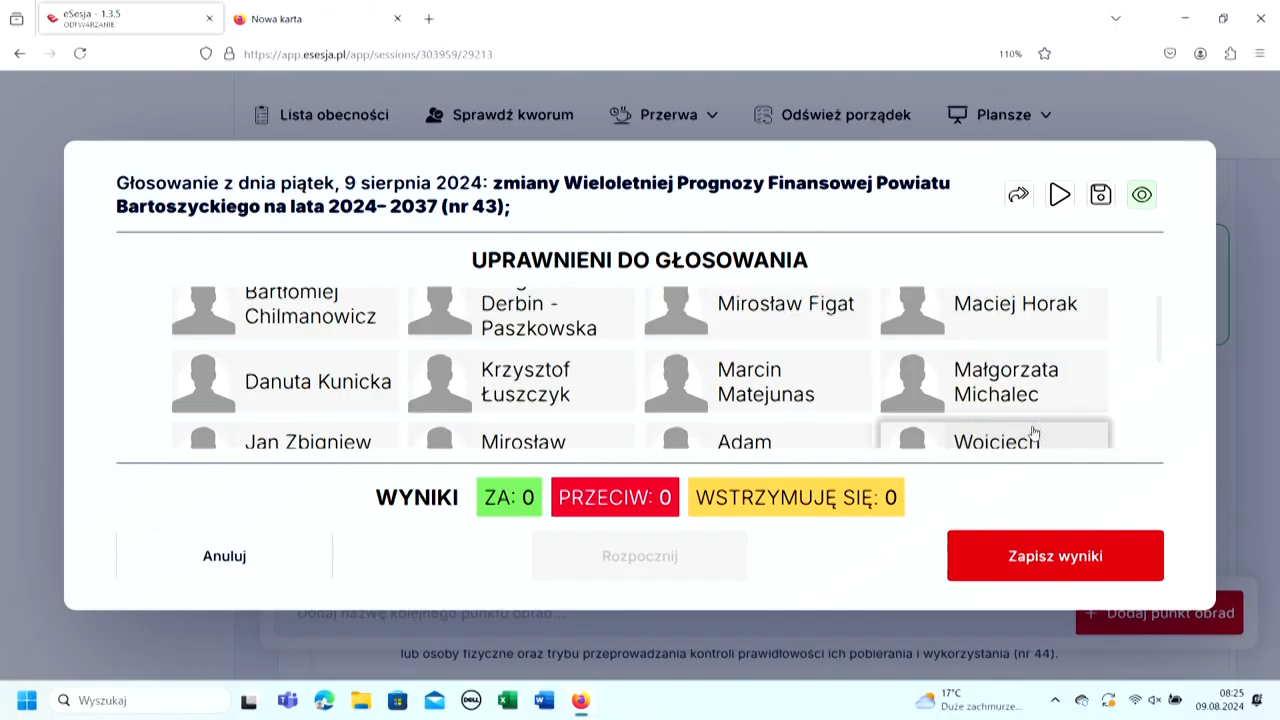 eSesja - 1.3.5
ODTWARZANIE
Nowa karta
https://app.esesja.pl/app/sessions/303959/29213
110%
Lista obecności
Sprawdź kworum
Przerwa
Odśwież porządek
Plansze
Głosowanie z dnia piątek, 9 sierpnia 2024: zmiany Wieloletniej Prognozy Finansowej Powiatu
Bartoszyckiego na lata 2024– 2037 (nr 43);
UPRAWNIENI DO GŁOSOWANIA
Bartłomiej
Chilmanowicz
Derbin -
Paszkowska
Mirosław Figat
Maciej Horak
Danuta Kunicka
Krzysztof
Łuszczyk
Marcin
Matejunas
Małgorzata
Michalec
Jan Zbigniew
Mirosław
Adam
Wojciech
WYNIKI
ZA: 0
PRZECIW: 0
WSTRZYMUJĘ SIĘ: 0
Anuluj
Rozpocznij
Zapisz wyniki
Dodaj nazwę kolejnego punktu obrad...
+ Dodaj punkt obrad
lub osoby fizyczne oraz trybu przeprowadzania kontroli prawidłowości ich pobierania i wykorzystania (nr 44).
Wyszukaj
DELL
17°C
Duże zachmurze...
08:25
09.08.2024